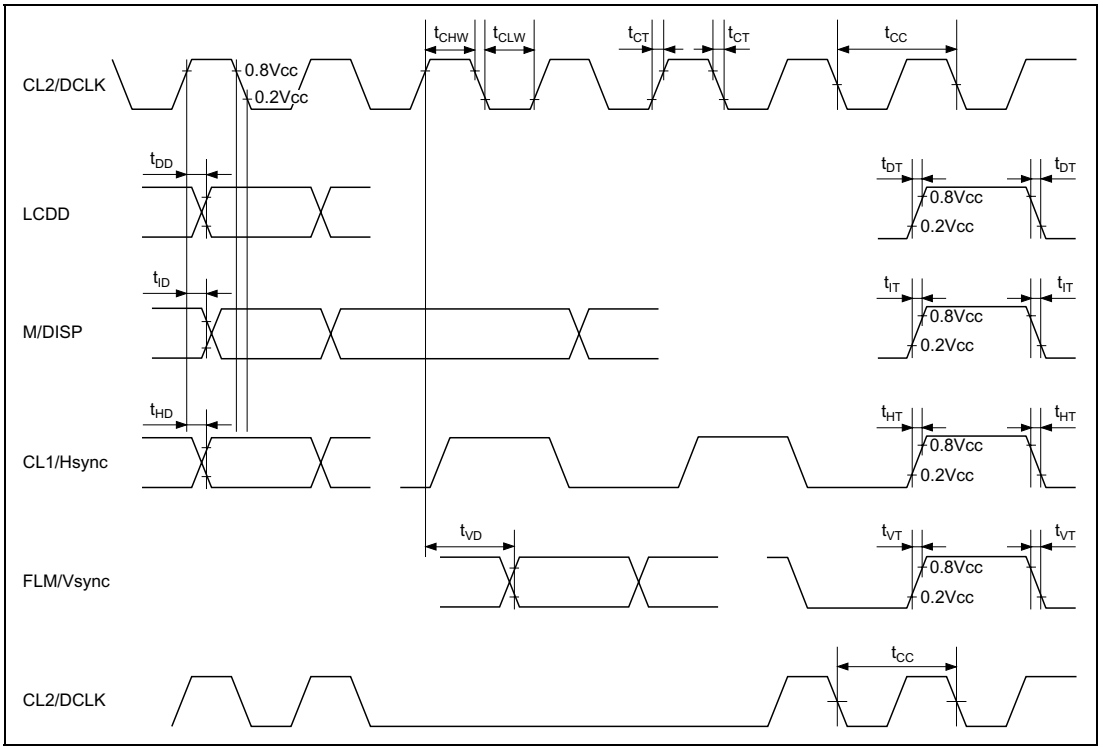 tCHW tCLW tCT tCT tCC
CL2/DCLK
0.8Vcc
0.2Vcc
tDD tDT tDT
LCDD
0.8Vcc
0.2Vcc
tID tIT tIT
M/DISP
0.8Vcc
0.2Vcc
tHD tHT tHT
CL1/Hsync
0.8Vcc
0.2Vcc
tVD tVT tVT
FLM/Vsync
0.8Vcc
0.2Vcc
tCC
CL2/DCLK